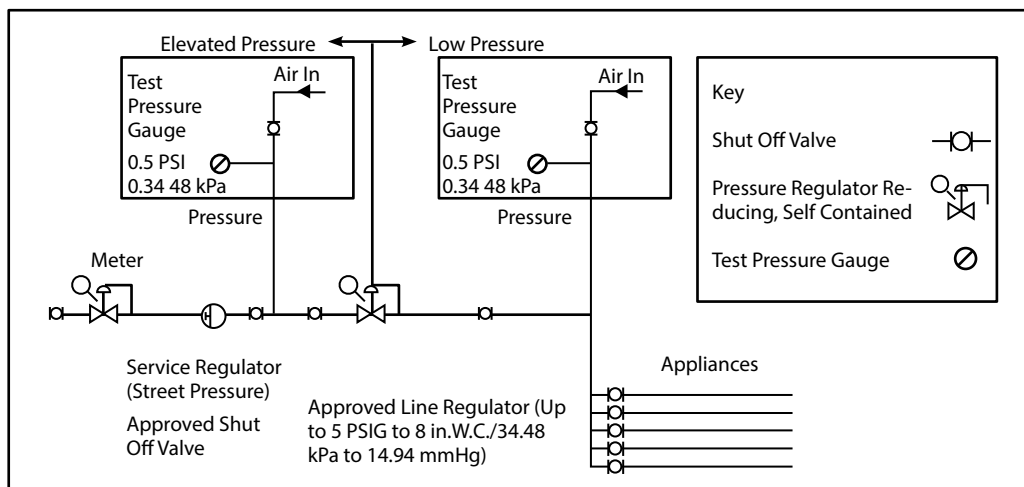 Elevated Pressure
Low Pressure
Air In
Test
Pressure
Gauge
0.5 PSI
0.34 48 kPa
Pressure
Air In
Test
Pressure
Gauge
0.5 PSI
0.34 48 kPa
Pressure
Key
Shut Off Valve
Pressure Regulator Re-
ducing, Self Contained
Test Pressure Gauge
Meter
Service Regulator
(Street Pressure)
Approved Shut
Off Valve
Approved Line Regulator (Up
to 5 PSIG to 8 in.W.C./34.48
kPa to 14.94 mmHg)
Appliances